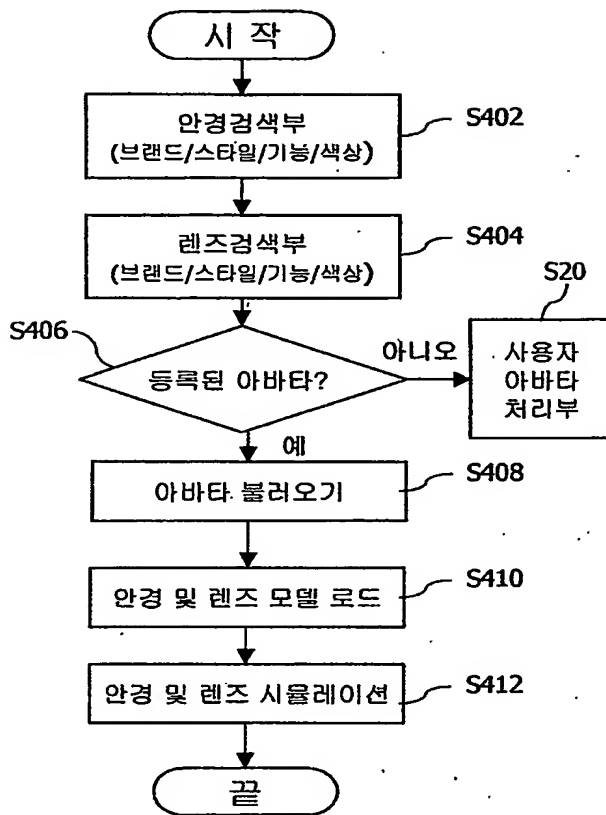 시 작
안경검색부
(브랜드/스타일/기능/색상)
S402
렌즈검색부
(브랜드/스타일/기능/색상)
S404
S406
등록된 아바타?
아니오
S20
사용자
아바타
처리부
예
아바타 불러오기
S408
안경 및 렌즈 모델 로드
S410
안경 및 렌즈 시뮬레이션
S412
끝